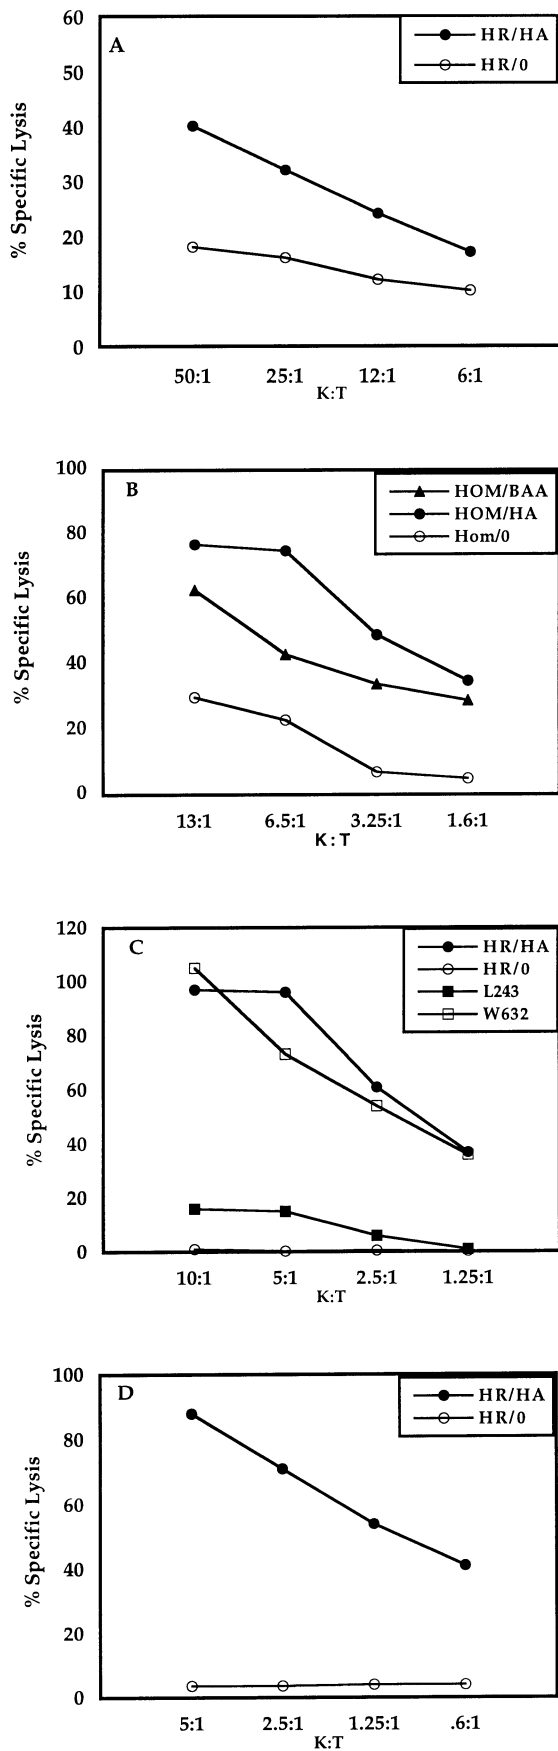 A
HR/HA
HR/0
60
50
40
30
20
10
0
% Specific Lysis
50:1 25:1 12:1 6:1
K:T
B
HOM/BAA
HOM/HA
Hom/0
100
80
60
40
20
0
% Specific Lysis
13:1 6.5:1 3.25:1 1.6:1
K:T
C
HR/HA
HR/0
L243
W632
120
100
80
60
40
20
0
% Specific Lysis
10:1 5:1 2.5:1 1.25:1
K:T
D
HR/HA
HR/0
100
80
60
40
20
0
% Specific Lysis
5:1 2.5:1 1.25:1 .6:1
K:T